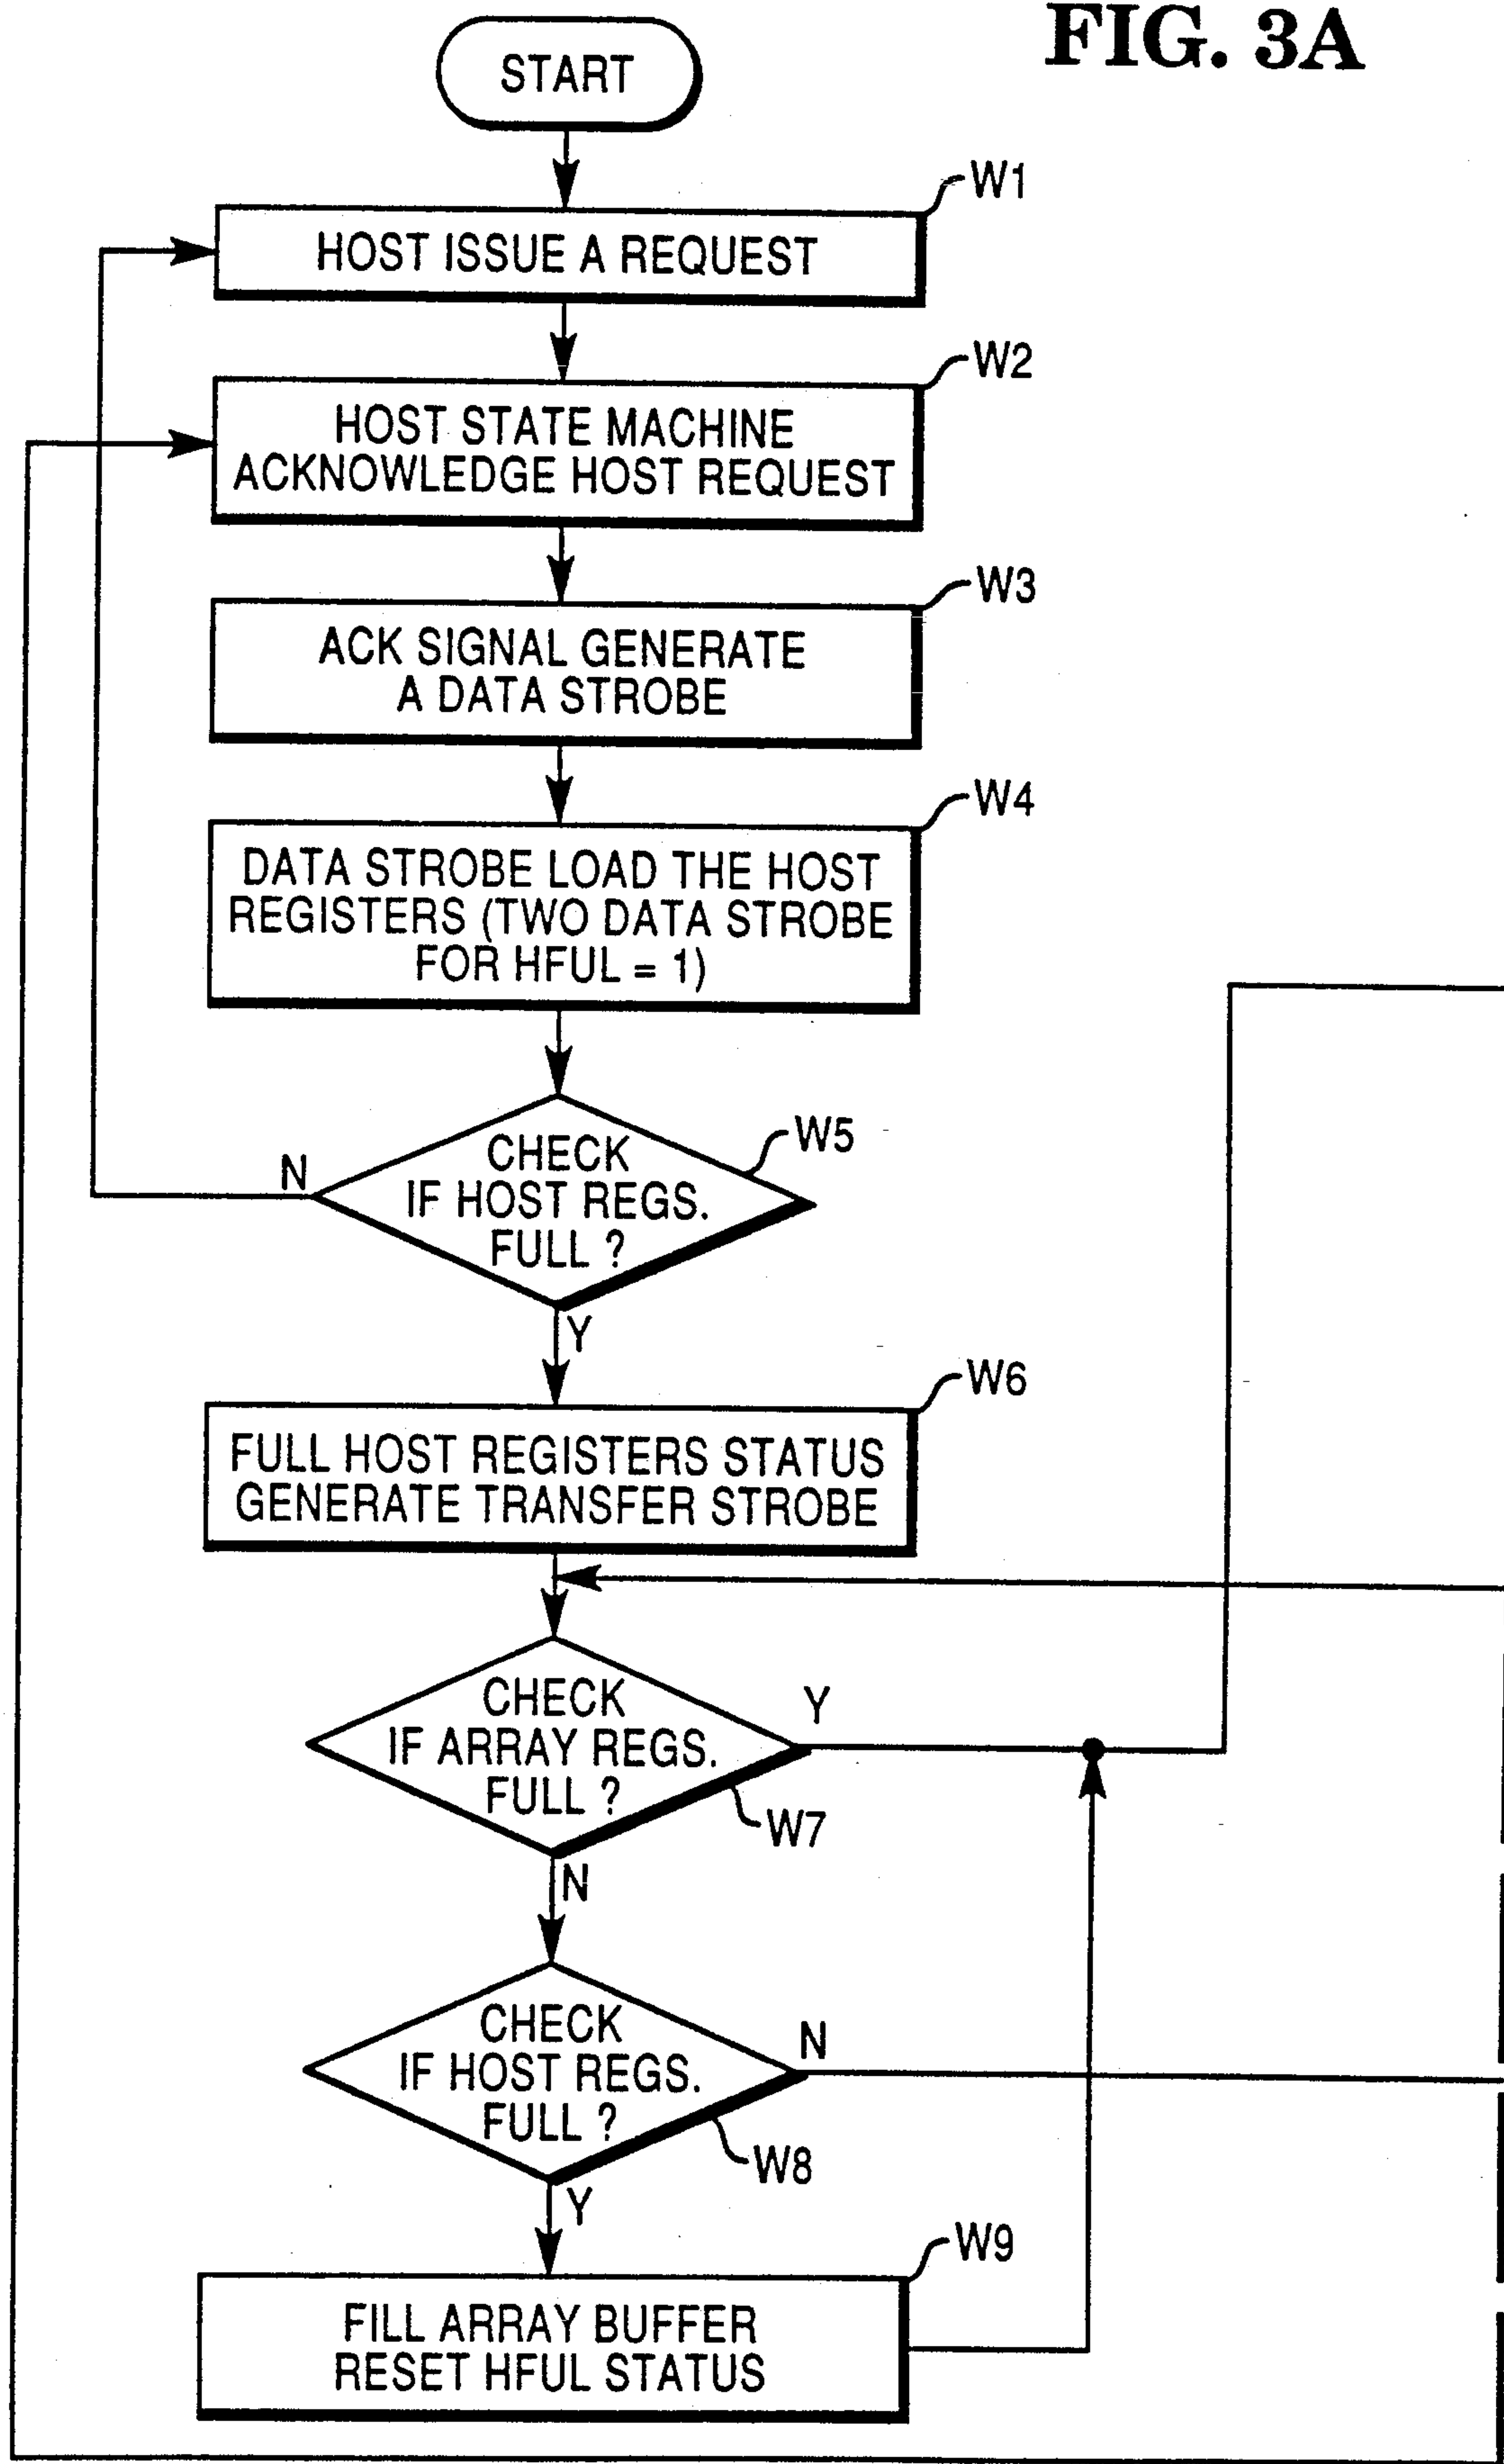 FIG. 3A
START
W1
HOST ISSUE A REQUEST
W2
HOST STATE MACHINE
ACKNOWLEDGE HOST REQUEST
W3
ACK SIGNAL GENERATE
A DATA STROBE
W4
DATA STROBE LOAD THE HOST
REGISTERS (TWO DATA STROBE
FOR HFUL = 1)
W5
N
CHECK
IF HOST REGS.
FULL ?
Y
W6
FULL HOST REGISTERS STATUS
GENERATE TRANSFER STROBE
CHECK
IF ARRAY REGS.
FULL ?
Y
W7
N
CHECK
IF HOST REGS.
FULL ?
N
W8
Y
W9
FILL ARRAY BUFFER
RESET HFUL STATUS